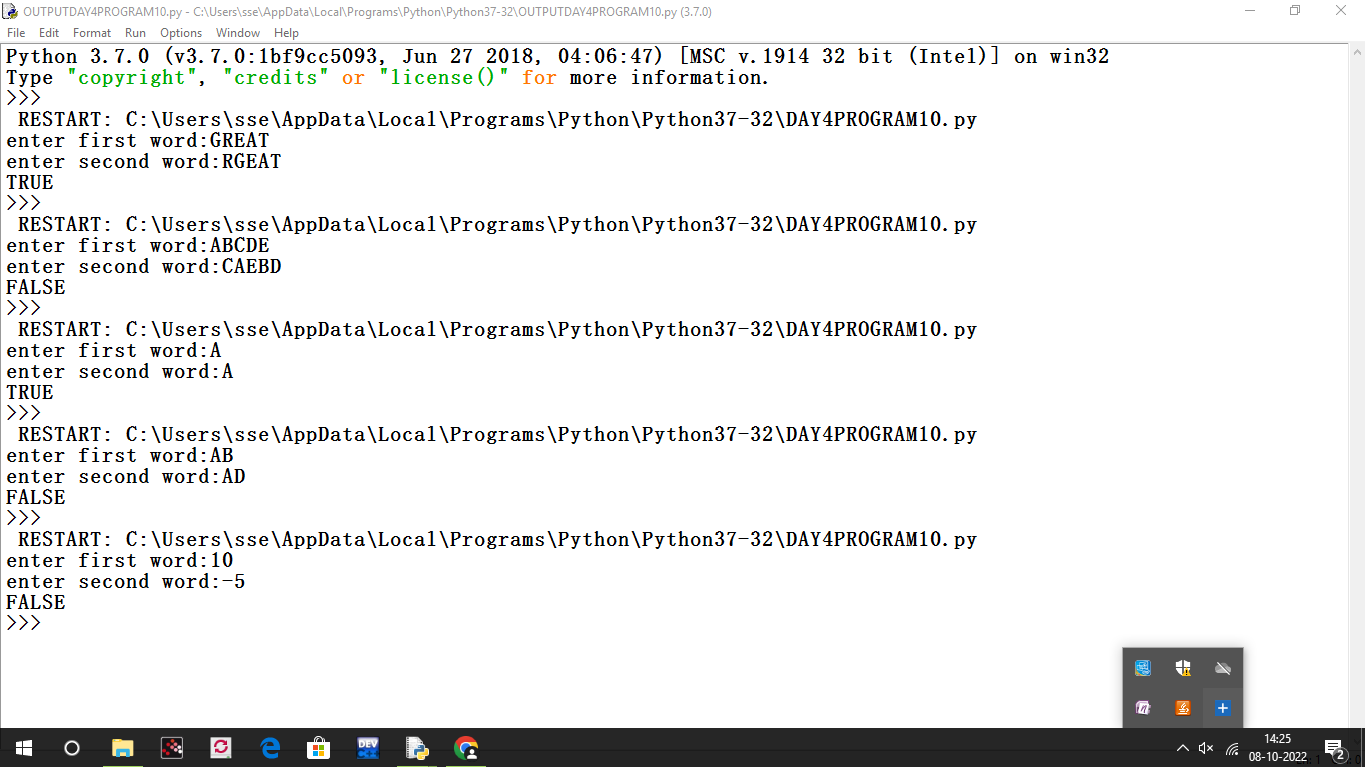 OUTPUTDAY4PROGRAM10.py - C:\Users\sse\AppData\Local\Programs\Python\Python37-32\OUTPUTDAY4PROGRAM10.py (3.7.0)
File Edit Format Run Options Window Help
Python 3.7.0 (v3.7.0:1bf9cc5093, Jun 27 2018, 04:06:47) [MSC v.1914 32 bit (Intel)] on win32
Type "copyright", "credits" or "license()" for more information.
>>>
 RESTART: C:\Users\sse\AppData\Local\Programs\Python\Python37-32\DAY4PROGRAM10.py
enter first word:GREAT
enter second word:RGEAT
TRUE
>>>
 RESTART: C:\Users\sse\AppData\Local\Programs\Python\Python37-32\DAY4PROGRAM10.py
enter first word:ABCDE
enter second word:CAEBD
FALSE
>>>
 RESTART: C:\Users\sse\AppData\Local\Programs\Python\Python37-32\DAY4PROGRAM10.py
enter first word:A
enter second word:A
TRUE
>>>
 RESTART: C:\Users\sse\AppData\Local\Programs\Python\Python37-32\DAY4PROGRAM10.py
enter first word:AB
enter second word:AD
FALSE
>>>
 RESTART: C:\Users\sse\AppData\Local\Programs\Python\Python37-32\DAY4PROGRAM10.py
enter first word:10
enter second word:-5
FALSE
>>>
DEV
14:25
08-10-2022
2